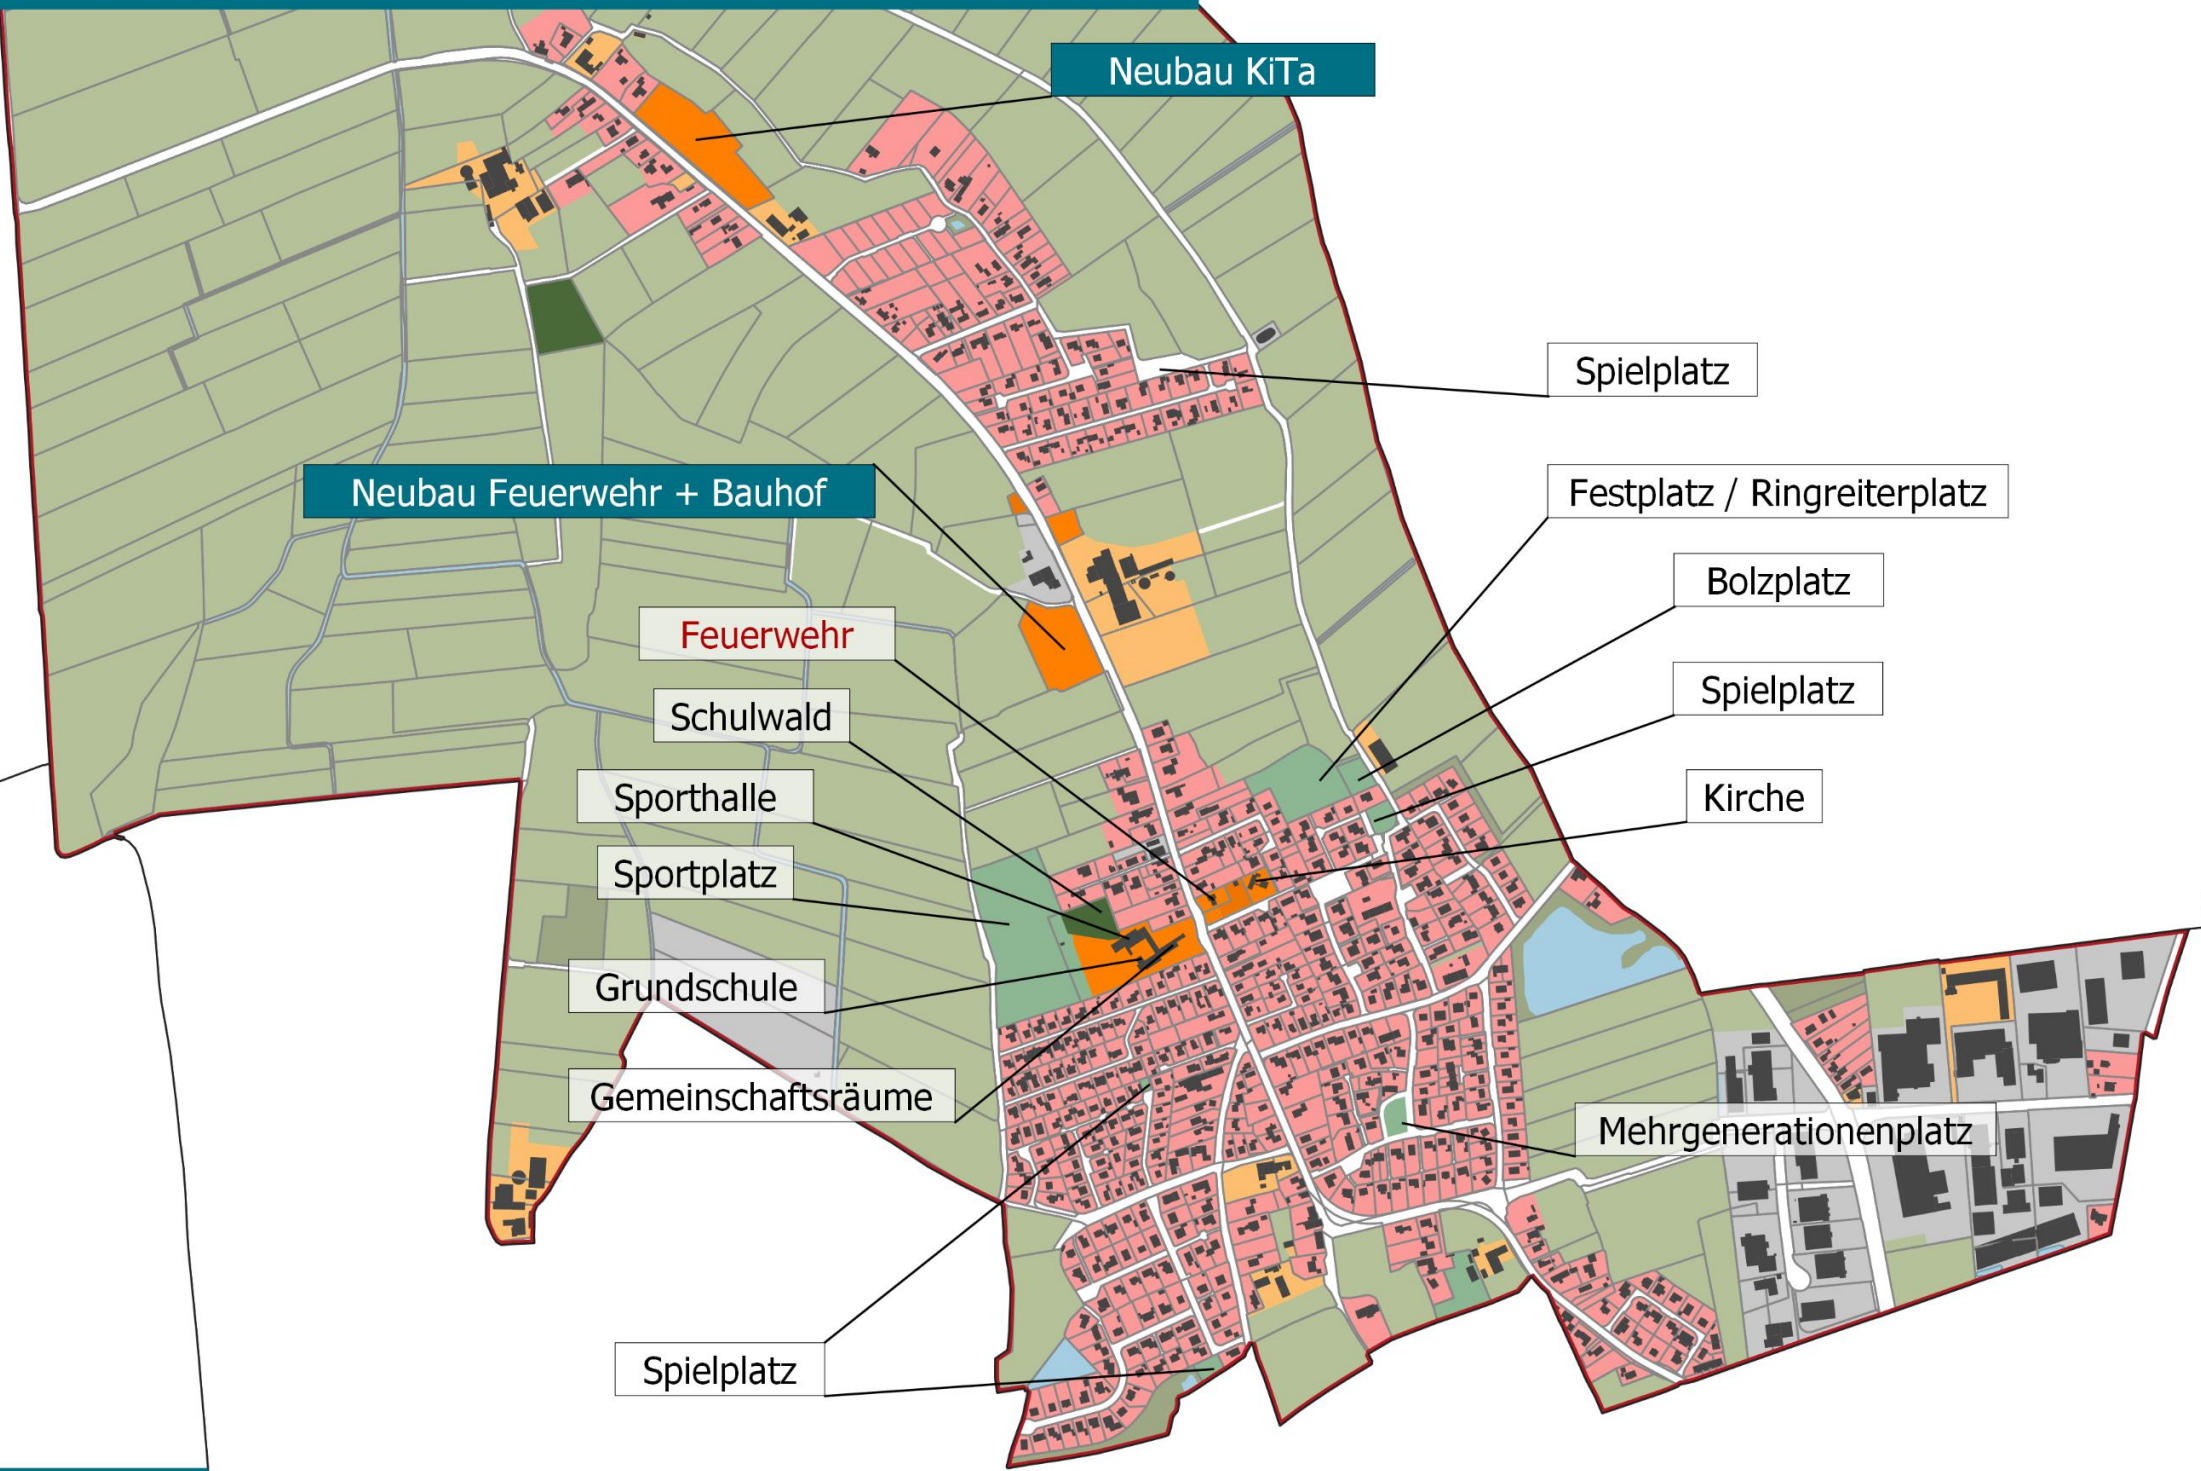 Neubau KiTa
Spielplatz
Neubau Feuerwehr + Bauhof
Festplatz / Ringreiterplatz
Bolzplatz
Feuerwehr
Spielplatz
Schulwald
Kirche
Sporthalle
Sportplatz
Grundschule
Gemeinschaftsräume
Mehrgenerationenplatz
Spielplatz